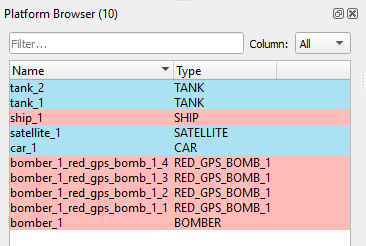 Platform Browser (10)
Filter... Column: All
Name Type
tank_2 TANK
tank_1 TANK
ship_1 SHIP
satellite_1 SATELLITE
car_1 CAR
bomber_1_red_gps_bomb_1_4 RED_GPS_BOMB_1
bomber_1_red_gps_bomb_1_3 RED_GPS_BOMB_1
bomber_1_red_gps_bomb_1_2 RED_GPS_BOMB_1
bomber_1_red_gps_bomb_1_1 RED_GPS_BOMB_1
bomber_1 BOMBER